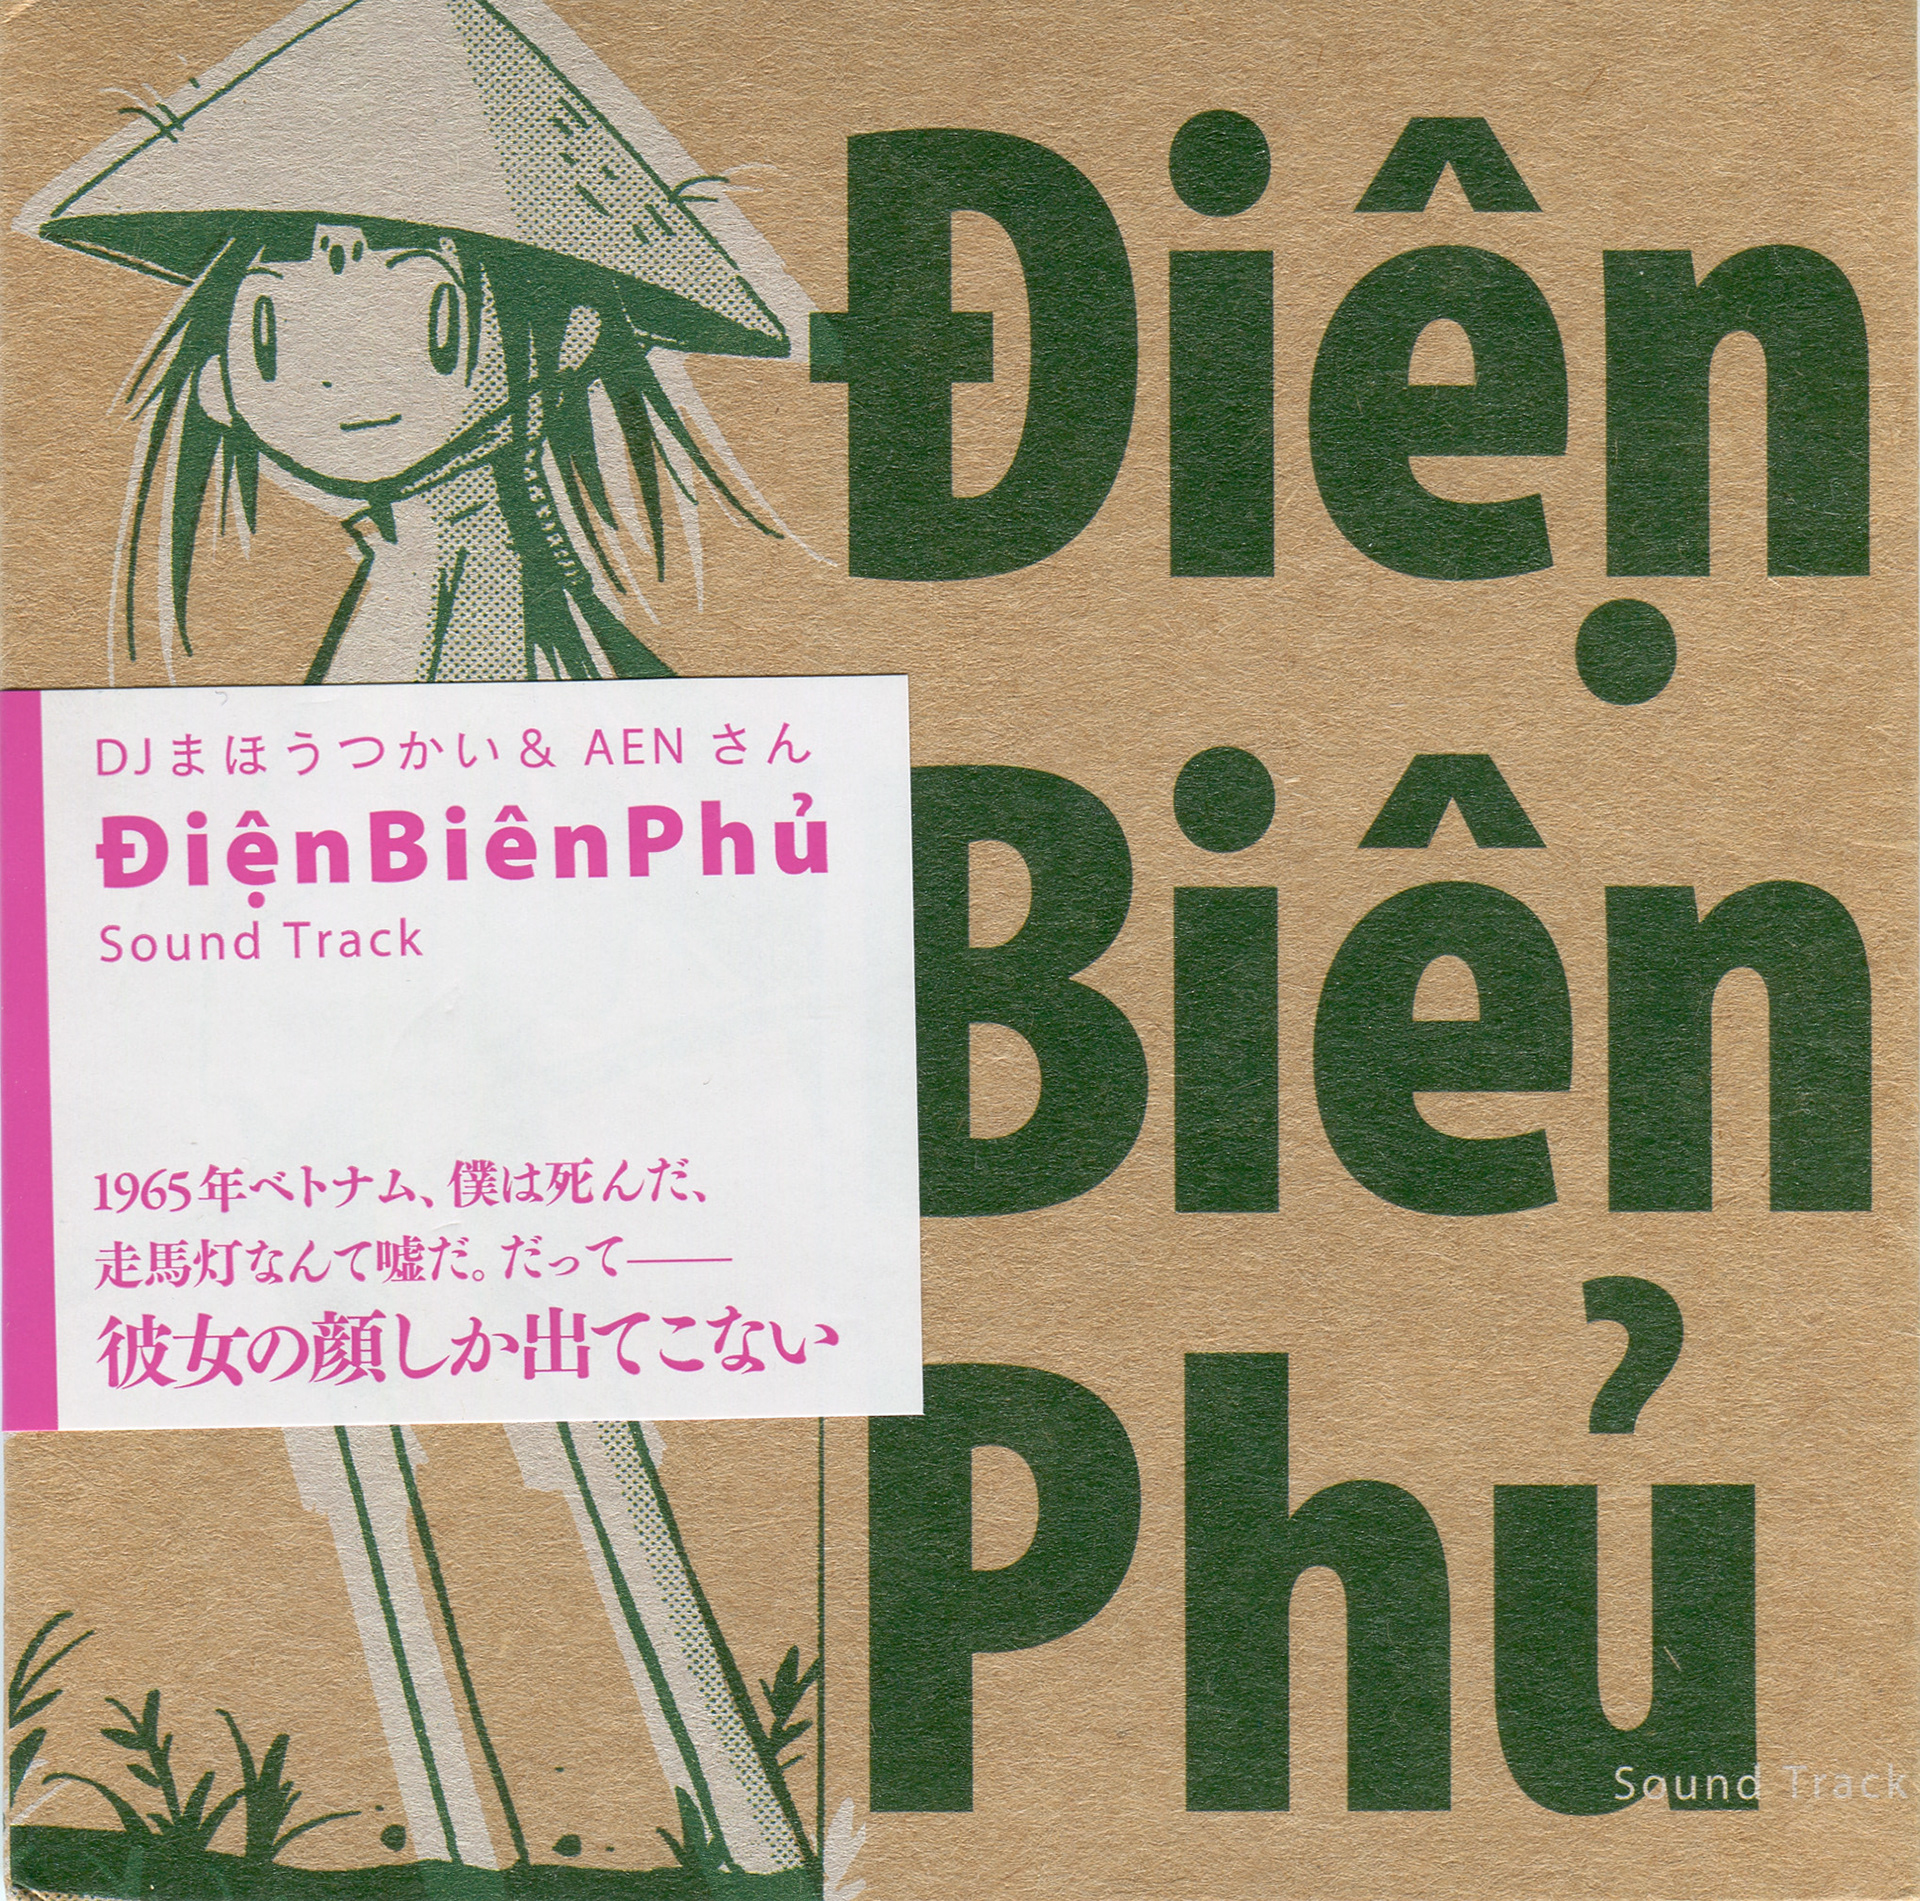 Điện
Biên
Phủ
Sound Track
DJまほうつかい& AEN さん
ĐiệnBiênPhủ
Sound Track
1965年ベトナム、僕は死んだ、
走馬灯なんて嘘だ。だって——
彼女の顔しか出てこない